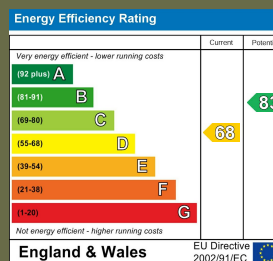 Energy Efficiency Rating
Current
Very energy efficient - lower running costs
(92 plus) A
(81-91) B
(69-80) C
(55-68) D
(39-54) E
(21-38) F
(1-20) G
68
Not energy efficient - higher running costs
England & Wales
EU Directive
2002/91/EC